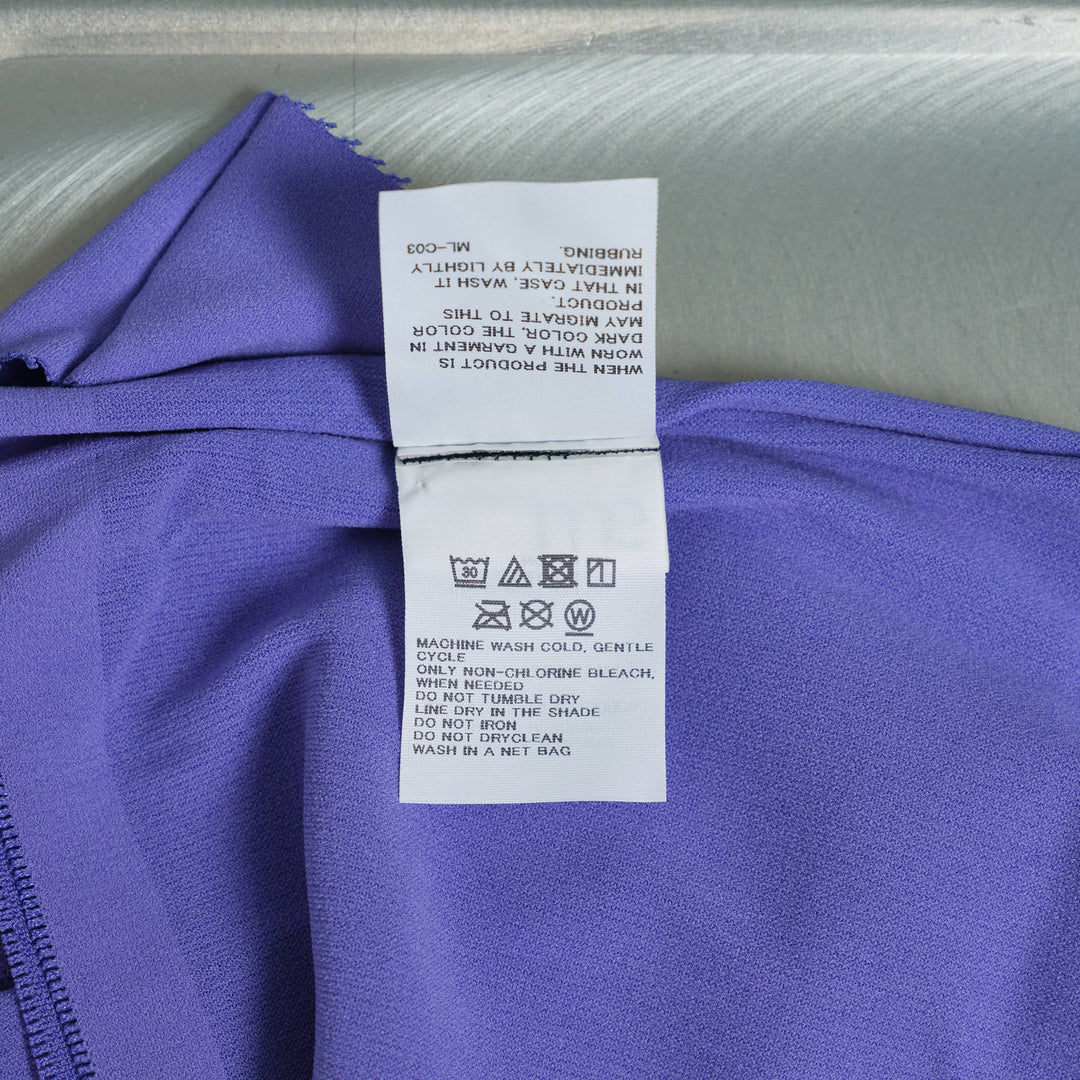 WHEN THE PRODUCT IS
WORN WITH A GARMENT IN
DARK COLOR, THE COLOR
MAY MIGRATE TO THIS
PRODUCT.
IN THAT CASE, WASH IT
IMMEDIATELY BY LIGHTLY
RUBBING.
ML-C03
30
W
MACHINE WASH COLD, GENTLE
CYCLE
ONLY NON-CHLORINE BLEACH,
WHEN NEEDED
DO NOT TUMBLE DRY
LINE DRY IN THE SHADE
DO NOT IRON
DO NOT DRYCLEAN
WASH IN A NET BAG